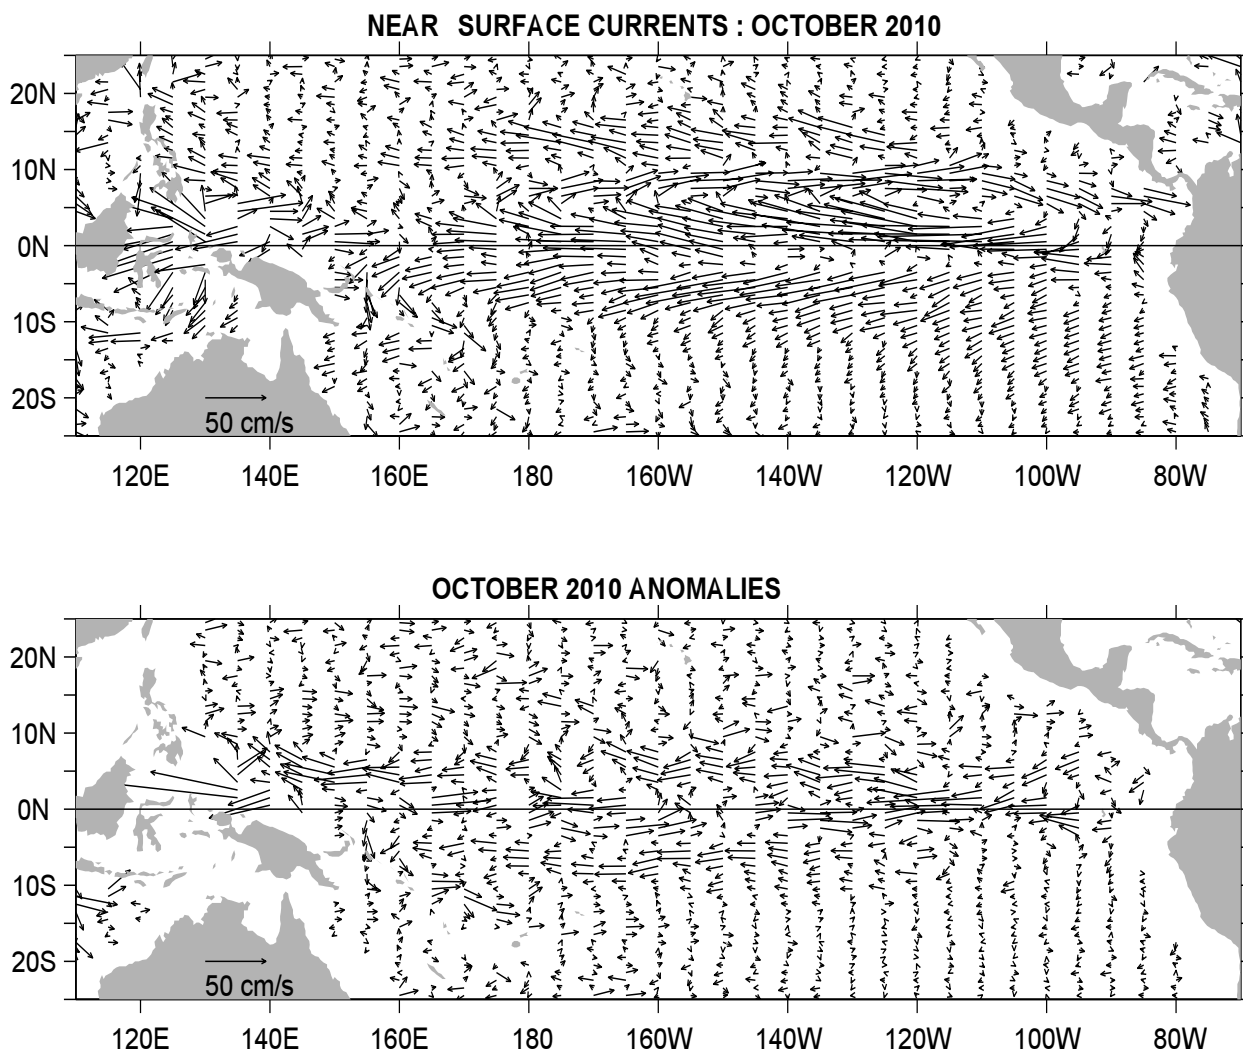 NEAR SURFACE CURRENTS : OCTOBER 2010
20N
10N
0N
10S
20S
50 cm/s
120E 140E 160E 180 160W 140W 120W 100W 80W
OCTOBER 2010 ANOMALIES
20N
10N
0N
10S
20S
50 cm/s
120E 140E 160E 180 160W 140W 120W 100W 80W